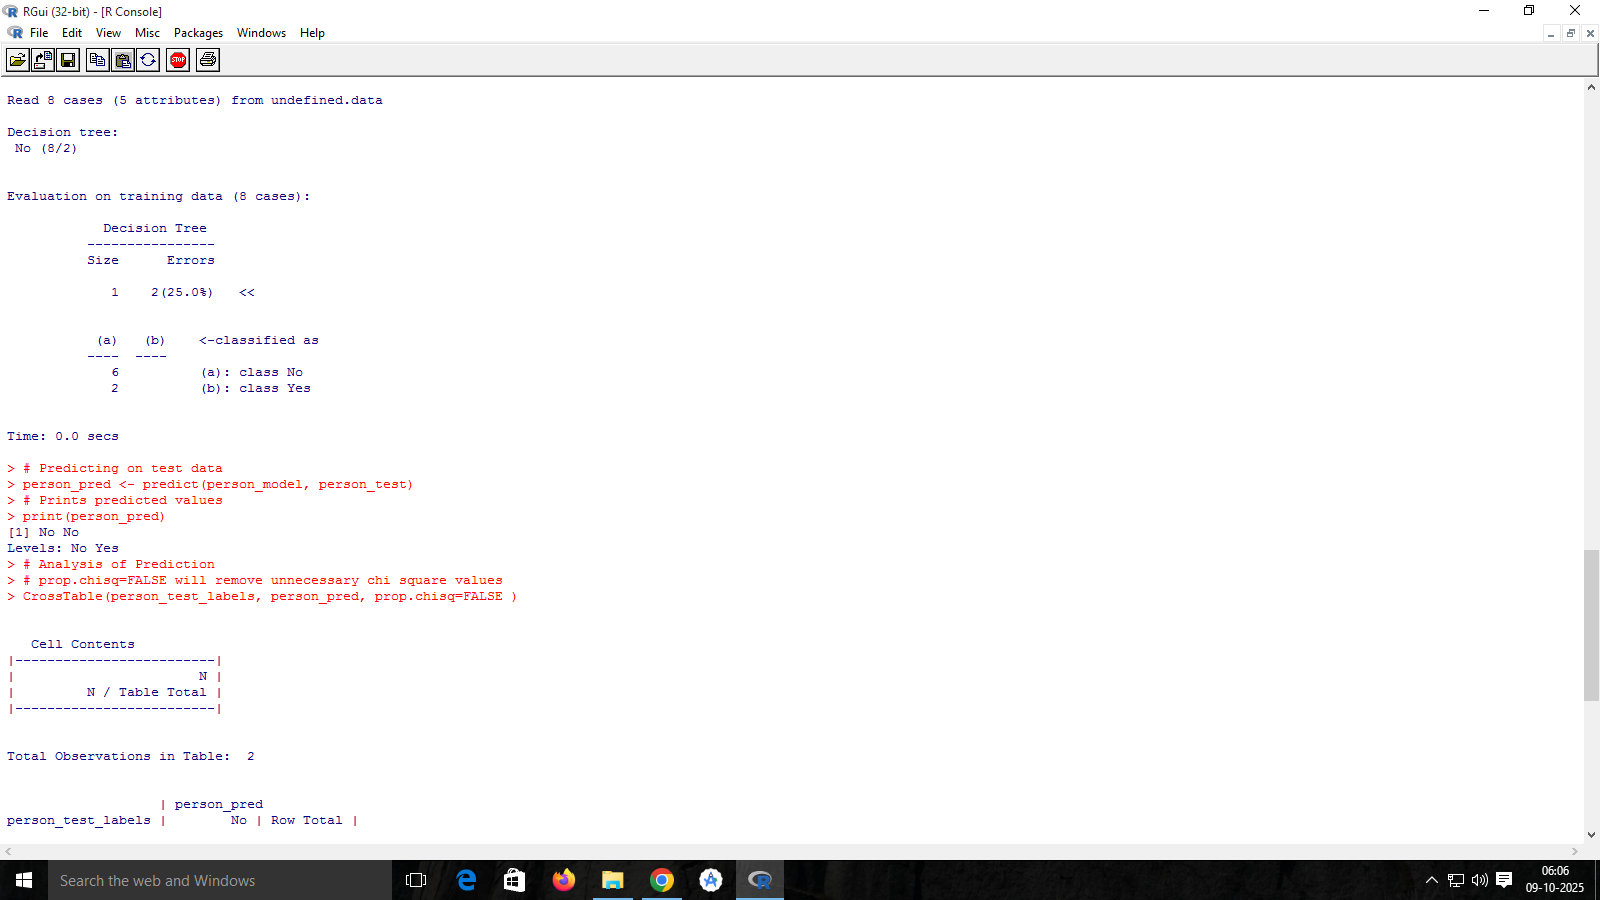 RGui (32-bit) - [R Console]
File Edit View Misc Packages Windows Help
STOP
Read 8 cases (5 attributes) from undefined.data
Decision tree:
 No (8/2)
Evaluation on training data (8 cases):
            Decision Tree
          ----------------
          Size      Errors
             1    2(25.0%)   <<
           (a)   (b)    <-classified as
          ----  ----
             6          (a): class No
             2          (b): class Yes
Time: 0.0 secs
> # Predicting on test data
> person_pred <- predict(person_model, person_test)
> # Prints predicted values
> print(person_pred)
[1] No No
Levels: No Yes
> # Analysis of Prediction
> # prop.chisq=FALSE will remove unnecessary chi square values
> CrossTable(person_test_labels, person_pred, prop.chisq=FALSE )
   Cell Contents
|-------------------------|
|                       N |
|         N / Table Total |
|-------------------------|
Total Observations in Table:  2
                   | person_pred
person_test_labels |        No | Row Total |
Search the web and Windows
06:06
09-10-2025